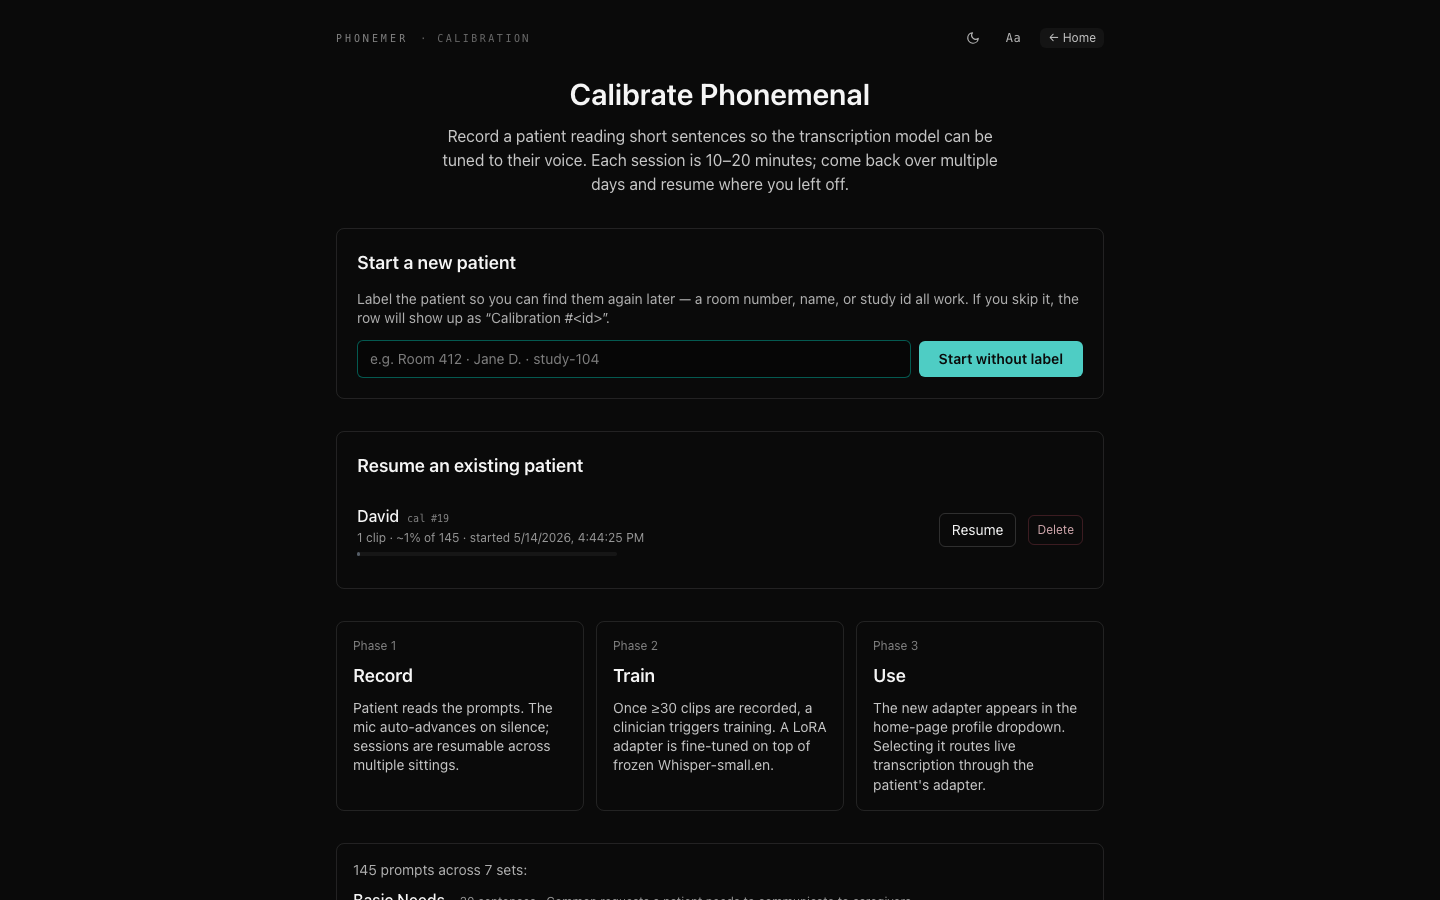 PHONEMER · CALIBRATION
Aa
← Home
Calibrate Phonemenal
Record a patient reading short sentences so the transcription model can be
tuned to their voice. Each session is 10–20 minutes; come back over multiple
days and resume where you left off.
Start a new patient
Label the patient so you can find them again later — a room number, name, or study id all work. If you skip it, the
row will show up as “Calibration #<id>”.
e.g. Room 412 · Jane D. · study-104
Start without label
Resume an existing patient
David cal #19
1 clip · ~1% of 145 · started 5/14/2026, 4:44:25 PM
Resume
Delete
Phase 1
Record
Patient reads the prompts. The
mic auto-advances on silence;
sessions are resumable across
multiple sittings.
Phase 2
Train
Once ≥30 clips are recorded, a
clinician triggers training. A LoRA
adapter is fine-tuned on top of
frozen Whisper-small.en.
Phase 3
Use
The new adapter appears in the
home-page profile dropdown.
Selecting it routes live
transcription through the
patient's adapter.
145 prompts across 7 sets:
Basic Needs